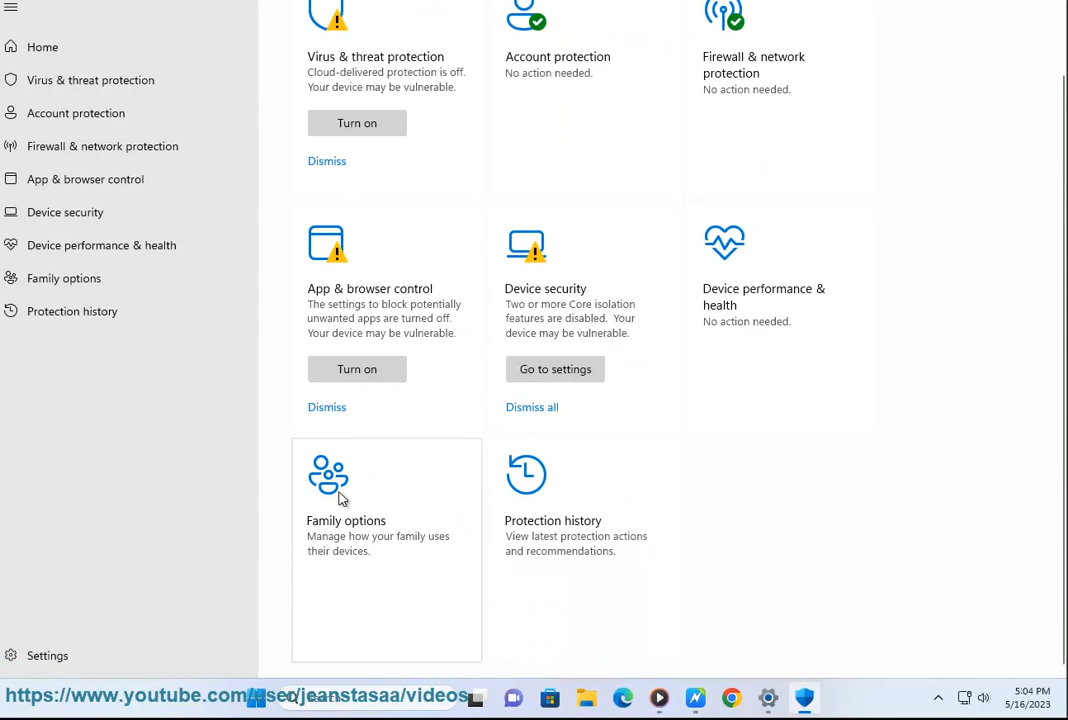 Home
Virus & threat protection
Account protection
Firewall & network protection
App & browser control
Device security
Device performance & health
Family options
Protection history
Settings
Virus & threat protection
Cloud-delivered protection is off.
Your device may be vulnerable.
Turn on
Dismiss
Account protection
No action needed.
Firewall & network
protection
No action needed.
App & browser control
The settings to block potentially
unwanted apps are turned off.
Your device may be vulnerable.
Turn on
Dismiss
Device security
Two or more Core isolation
features are disabled. Your
device may be vulnerable.
Go to settings
Dismiss all
Device performance &
health
No action needed.
Family options
Manage how your family uses
their devices.
Protection history
View latest protection actions
and recommendations.
https://www.youtube.com/user/jeanstasaa/videos
5:04 PM
5/16/2023